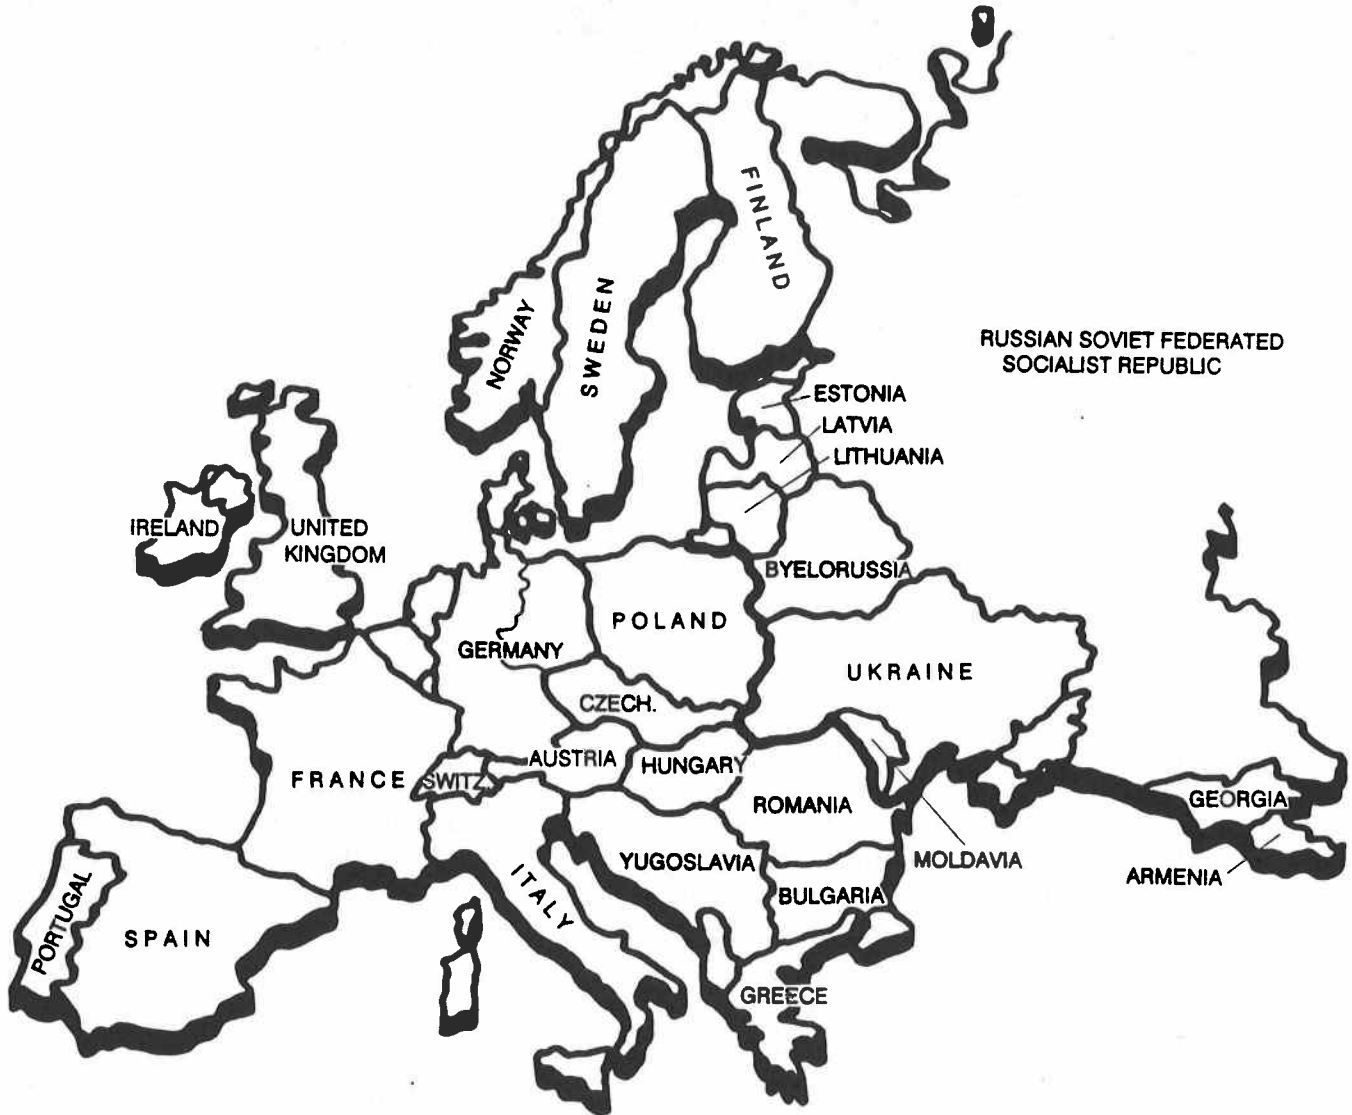 FINLAND
NORWAY
SWEDEN
RUSSIAN SOVIET FEDERATED
SOCIALIST REPUBLIC
ESTONIA
LATVIA
LITHUANIA
IRELAND
UNITED
KINGDOM
BYELORUSSIA
POLAND
GERMANY
UKRAINE
CZECH.
AUSTRIA
HUNGARY
FRANCE
SWITZ.
ROMANIA
GEORGIA
YUGOSLAVIA
MOLDAVIA
ARMENIA
BULGARIA
ITALY
PORTUGAL
SPAIN
GREECE